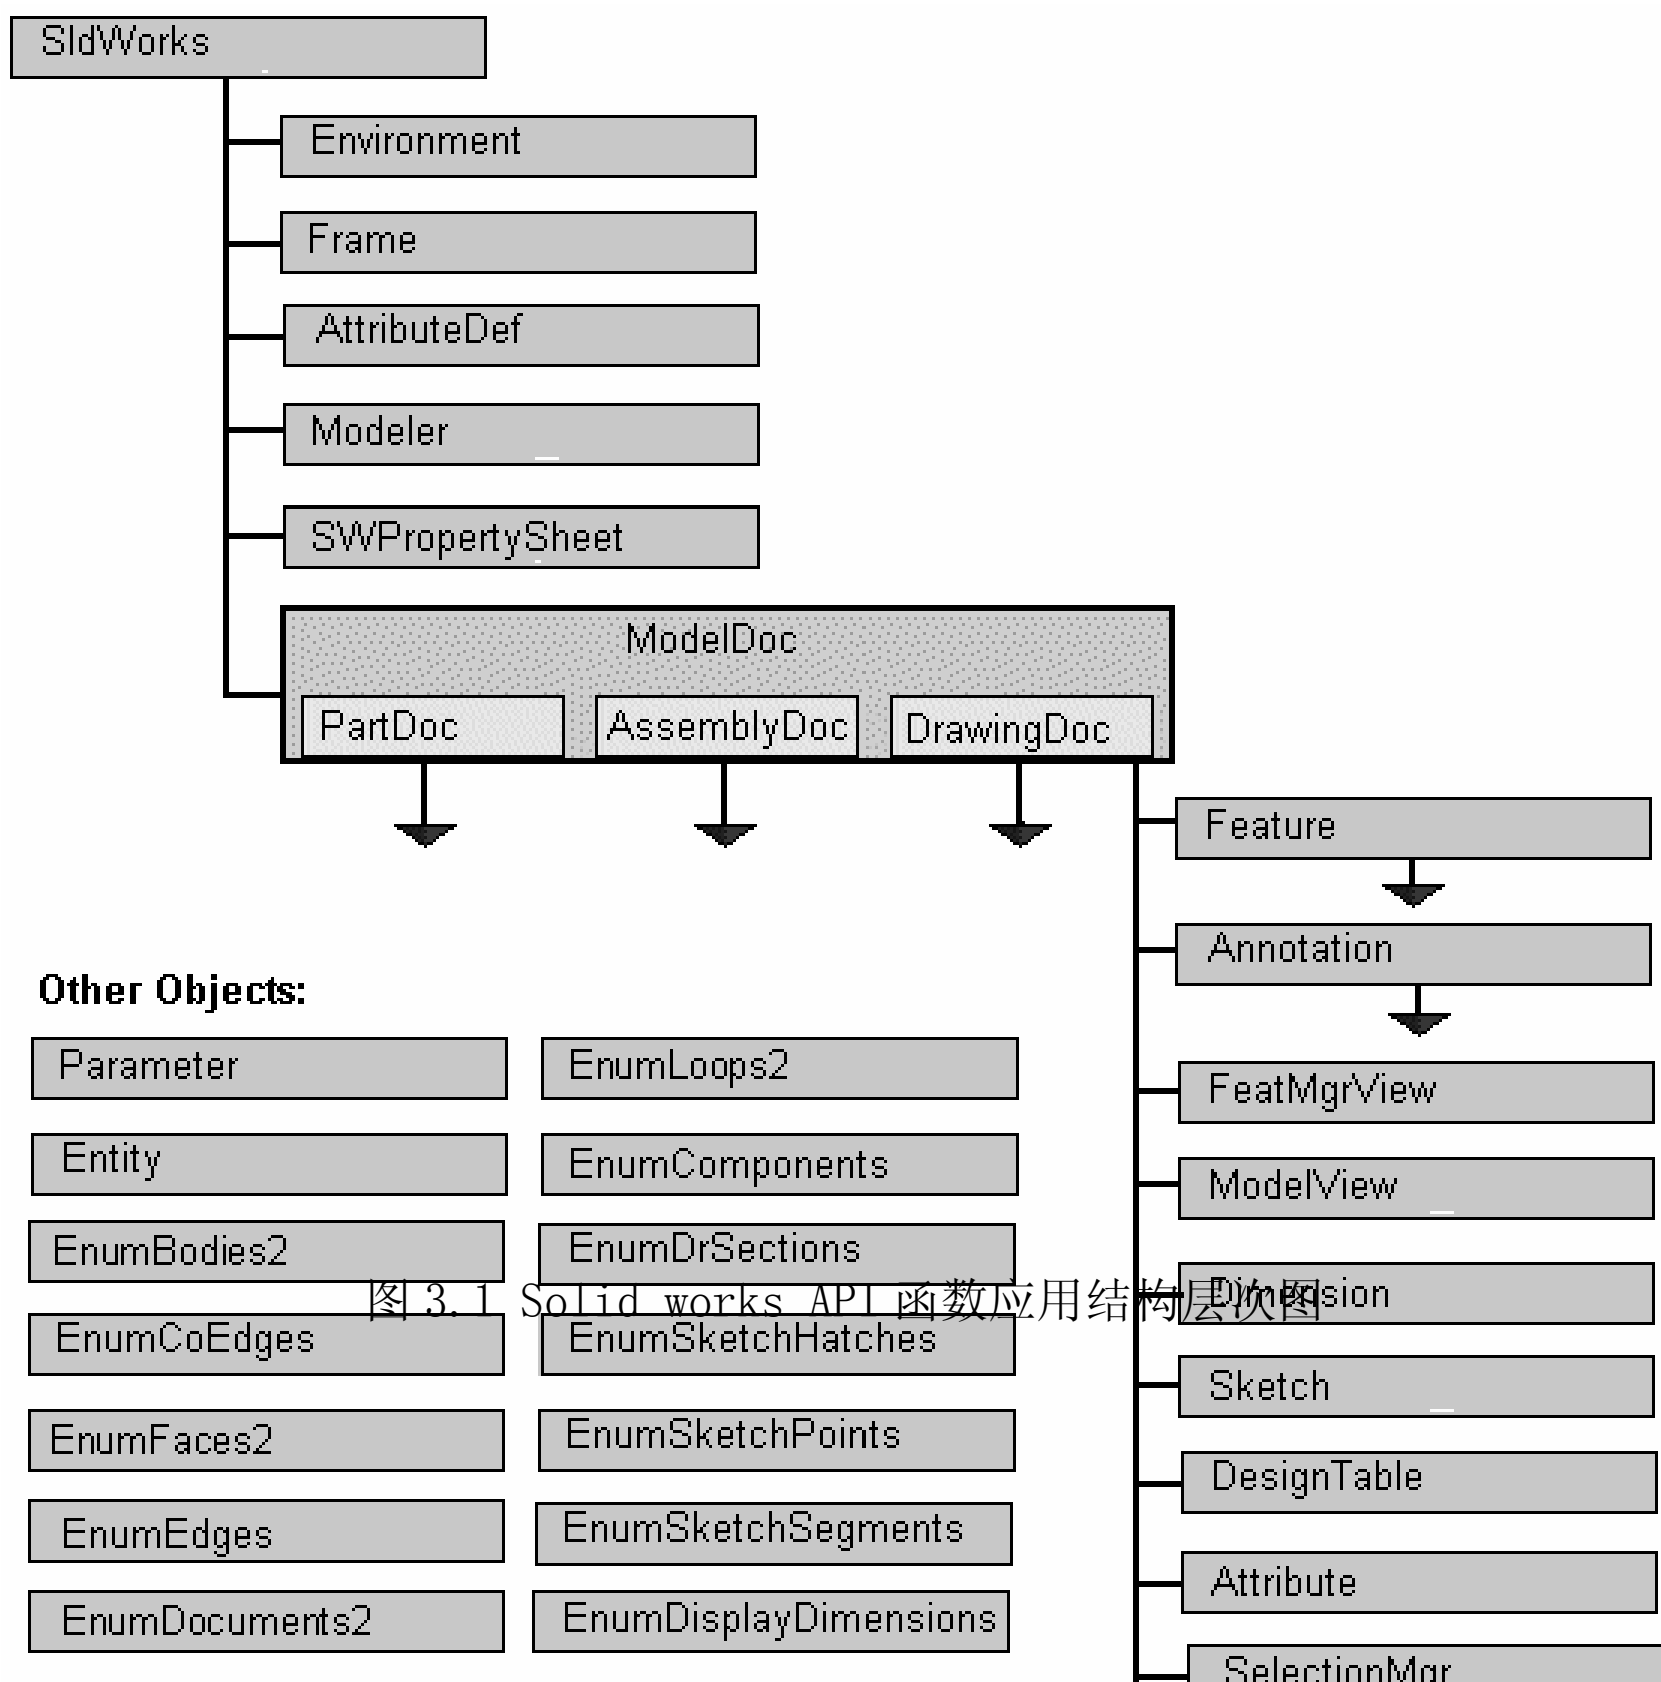 SldWorks
Environment
Frame
AttributeDef
Modeler
SWPropertySheet
ModelDoc
PartDoc
AssemblyDoc
DrawingDoc
Feature
Annotation
FeatMgrView
ModelView
Dimension
Sketch
DesignTable
Attribute
SelectionMgr
Other Objects:
Parameter
Entity
EnumBodies2
EnumCoEdges
EnumFaces2
EnumEdges
EnumDocuments2
EnumLoops2
EnumComponents
EnumDrSections
EnumSketchHatches
EnumSketchPoints
EnumSketchSegments
EnumDisplayDimensions
图 3.1 Solid works API 函数应用结构层次图